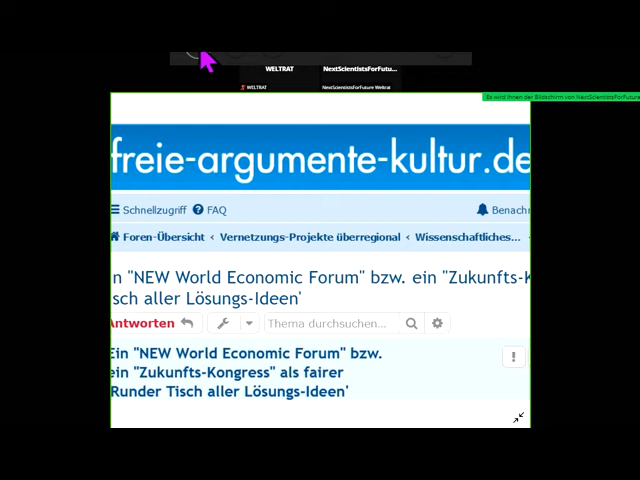 WELTRAT NextScientistsForFutu...
WELTRAT NextScientistsForFuture Weltrat
Es wird Ihnen der Bildschirm von NextScientistsForFuture
freie-argumente-kultur.de
Schnellzugriff FAQ Benachr
Foren-Übersicht ‹ Vernetzungs-Projekte überregional ‹ Wissenschaftliches...
n "NEW World Economic Forum" bzw. ein "Zukunfts-K
isch aller Lösungs-Ideen'
Antworten Thema durchsuchen...
Ein "NEW World Economic Forum" bzw.
ein "Zukunfts-Kongress" als fairer
'Runder Tisch aller Lösungs-Ideen'